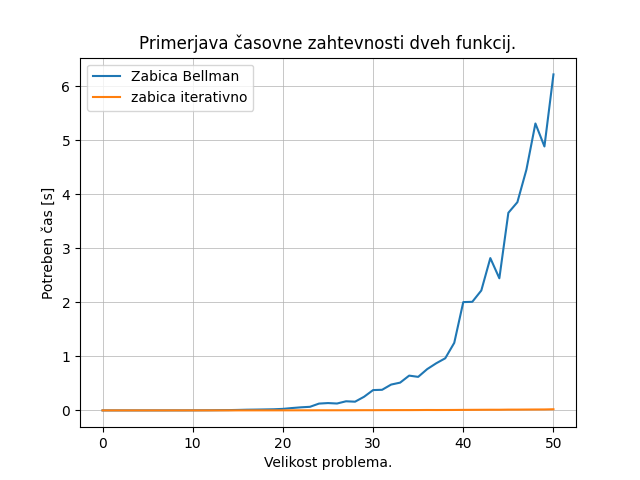 Primerjava časovne zahtevnosti dveh funkcij.
Zabica Bellman
zabica iterativno
Potreben čas [s]
6
5
4
3
2
1
0
0 10 20 30 40 50
Velikost problema.